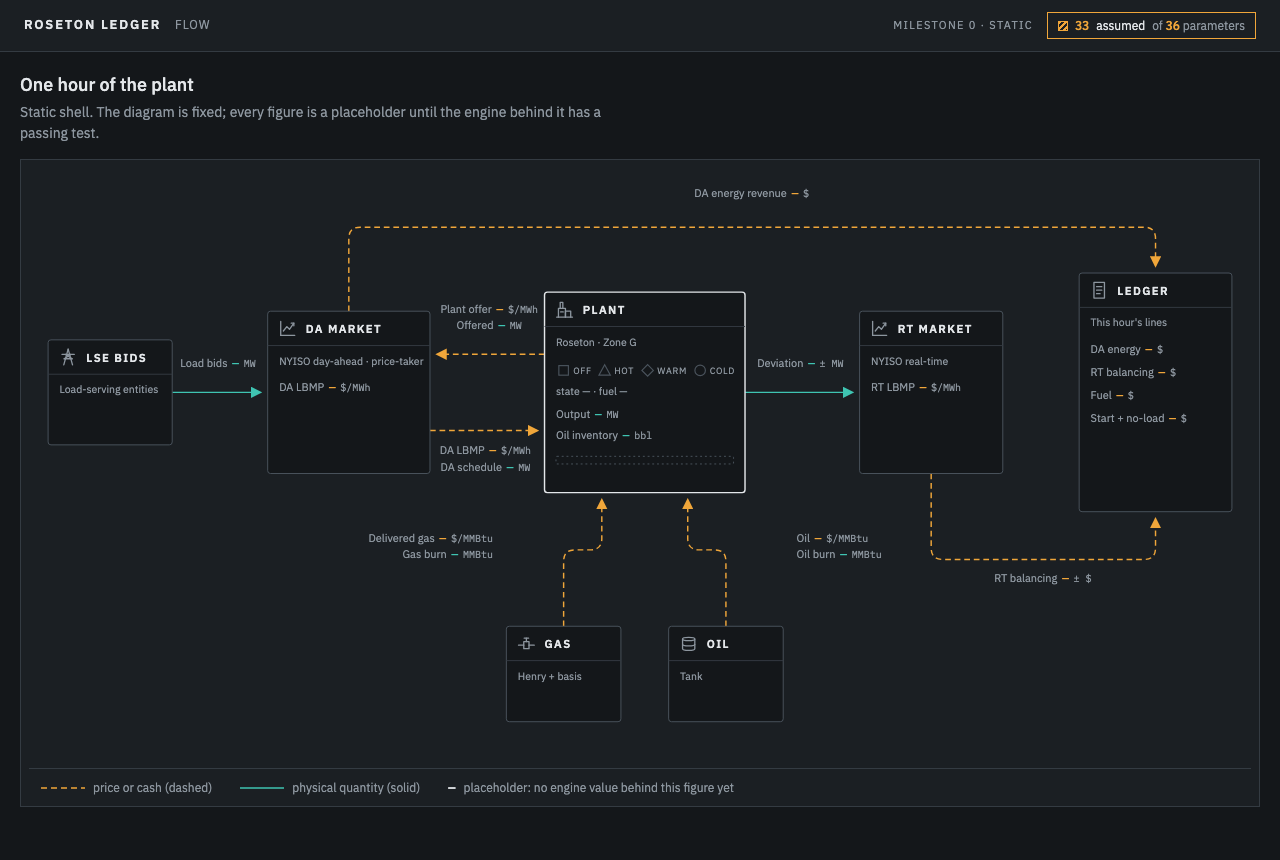 ROSETON LEDGER FLOW
MILESTONE 0 · STATIC
33 assumed of 36 parameters
One hour of the plant
Static shell. The diagram is fixed; every figure is a placeholder until the engine behind it has a
passing test.
DA energy revenue — $
LSE BIDS
Load-serving entities
Load bids — MW
DA MARKET
NYISO day-ahead · price-taker
DA LBMP — $/MWh
Plant offer — $/MWh
Offered — MW
DA LBMP — $/MWh
DA schedule — MW
PLANT
Roseton · Zone G
OFF HOT WARM COLD
state — · fuel —
Output — MW
Oil inventory — bbl
Deviation — ± MW
RT MARKET
NYISO real-time
RT LBMP — $/MWh
LEDGER
This hour's lines
DA energy — $
RT balancing — $
Fuel — $
Start + no-load — $
Delivered gas — $/MMBtu
Gas burn — MMBtu
Oil — $/MMBtu
Oil burn — MMBtu
RT balancing — ± $
GAS
Henry + basis
OIL
Tank
price or cash (dashed)
physical quantity (solid)
– placeholder: no engine value behind this figure yet